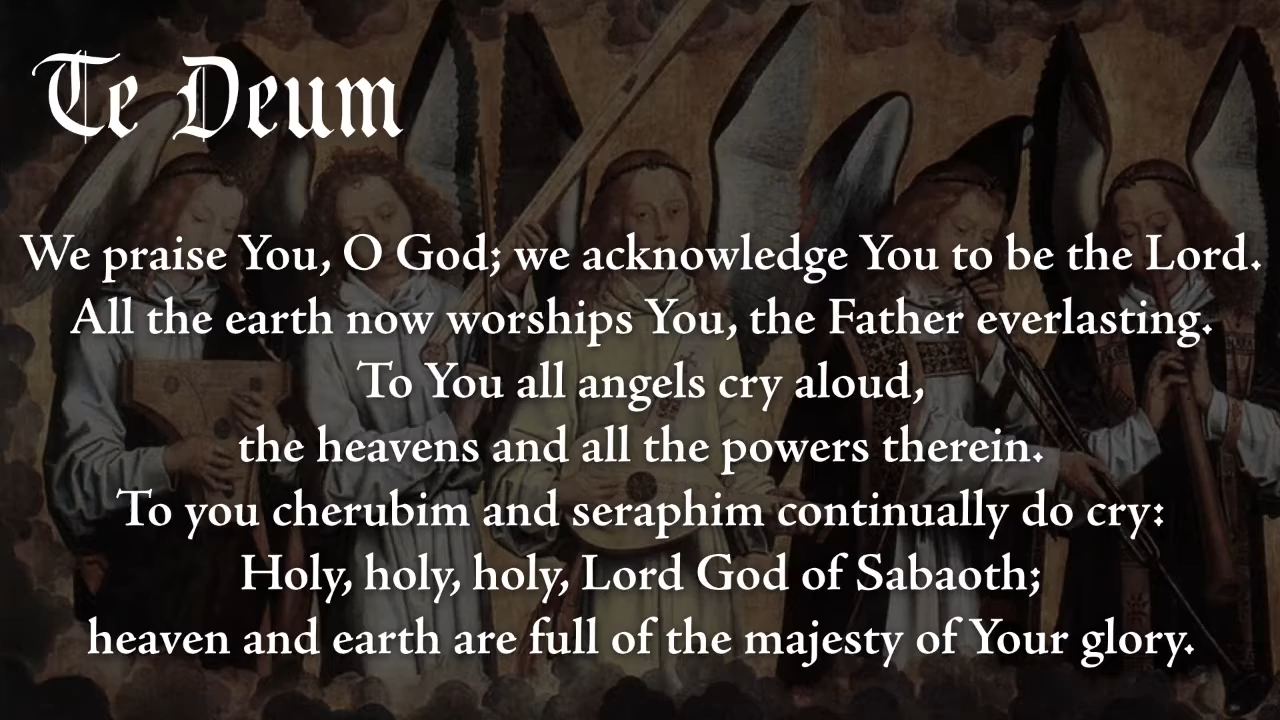 Te Deum
We praise You, O God; we acknowledge You to be the Lord.
All the earth now worships You, the Father everlasting.
To You all angels cry aloud,
the heavens and all the powers therein.
To you cherubim and seraphim continually do cry:
Holy, holy, holy, Lord God of Sabaoth;
heaven and earth are full of the majesty of Your glory.